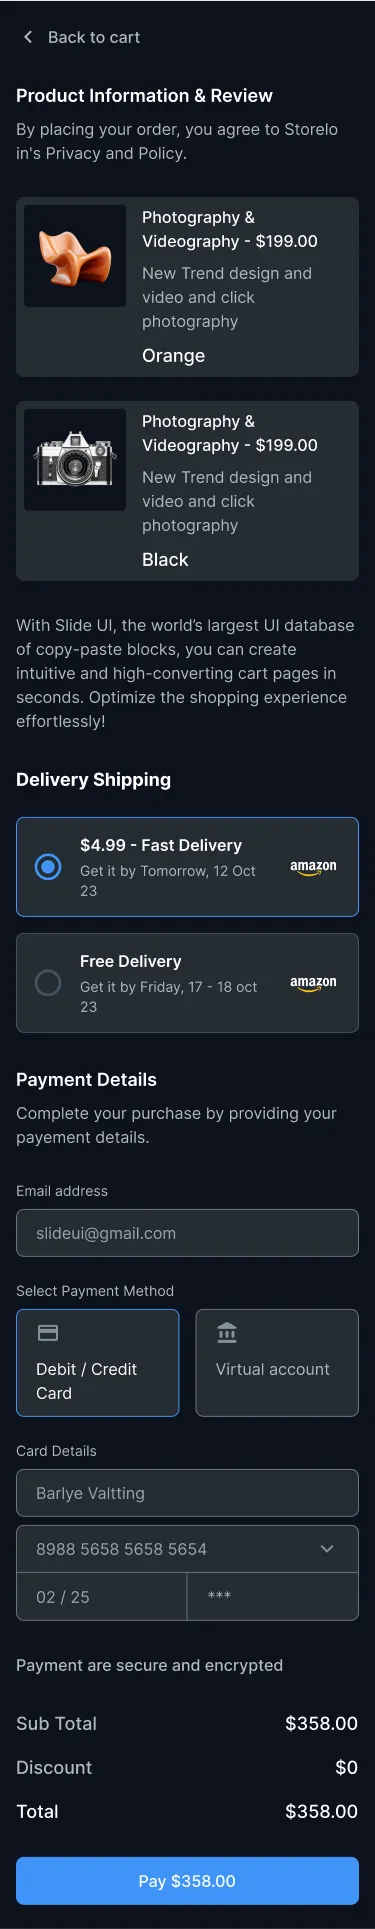 Back to cart
Product Information & Review
By placing your order, you agree to Storelo
in's Privacy and Policy.
Photography &
Videography - $199.00
New Trend design and
video and click
photography
Orange
Photography &
Videography - $199.00
New Trend design and
video and click
photography
Black
With Slide UI, the world’s largest UI database
of copy-paste blocks, you can create
intuitive and high-converting cart pages in
seconds. Optimize the shopping experience
effortlessly!
Delivery Shipping
$4.99 - Fast Delivery
Get it by Tomorrow, 12 Oct
23
amazon
Free Delivery
Get it by Friday, 17 - 18 oct
23
amazon
Payment Details
Complete your purchase by providing your
payement details.
Email address
slideui@gmail.com
Select Payment Method
Debit / Credit
Card
Virtual account
Card Details
Barlye Valtting
8988 5658 5658 5654
02 / 25
***
Payment are secure and encrypted
Sub Total
$358.00
Discount
$0
Total
$358.00
Pay $358.00